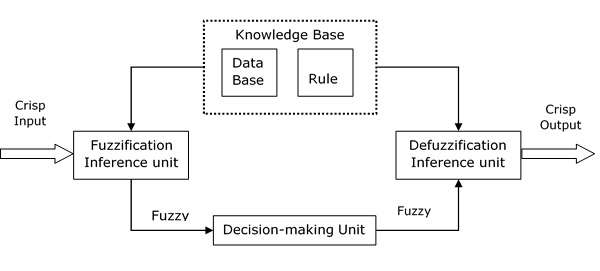 Knowledge Base
Data
Base
Rule
Crisp
Input
Fuzzification
Inference unit
Defuzzification
Inference unit
Crisp
Output
Fuzzy
Decision-making Unit
Fuzzy